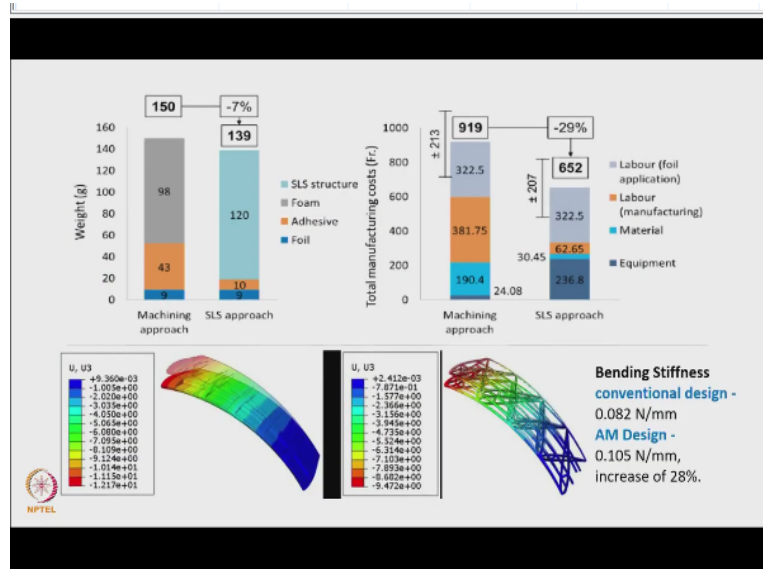 150
-7%
139
160
140
120
100
80
60
40
20
0
Weight (g)
98
43
9
120
10
9
Machining
approach
SLS approach
SLS structure
Foam
Adhesive
Foil
± 213
919
-29%
652
± 207
1000
800
600
400
200
0
Total manufacturing costs (Fr.)
322.5
381.75
190.4
24.08
322.5
62.65
30.45
236.8
Machining
approach
SLS approach
Labour (foil
application)
Labour
(manufacturing)
Material
Equipment
U, U3
+9.360e-03
-1.005e+00
-2.020e+00
-3.035e+00
-4.050e+00
-5.065e+00
-6.080e+00
-7.095e+00
-8.109e+00
-9.124e+00
-1.014e+01
-1.115e+01
-1.217e+01
U, U3
+2.412e-03
-7.871e-01
-1.577e+00
-2.366e+00
-3.156e+00
-3.945e+00
-4.735e+00
-5.524e+00
-6.314e+00
-7.103e+00
-7.893e+00
-8.682e+00
-9.472e+00
Bending Stiffness
conventional design -
0.082 N/mm
AM Design -
0.105 N/mm,
increase of 28%.
NPTEL